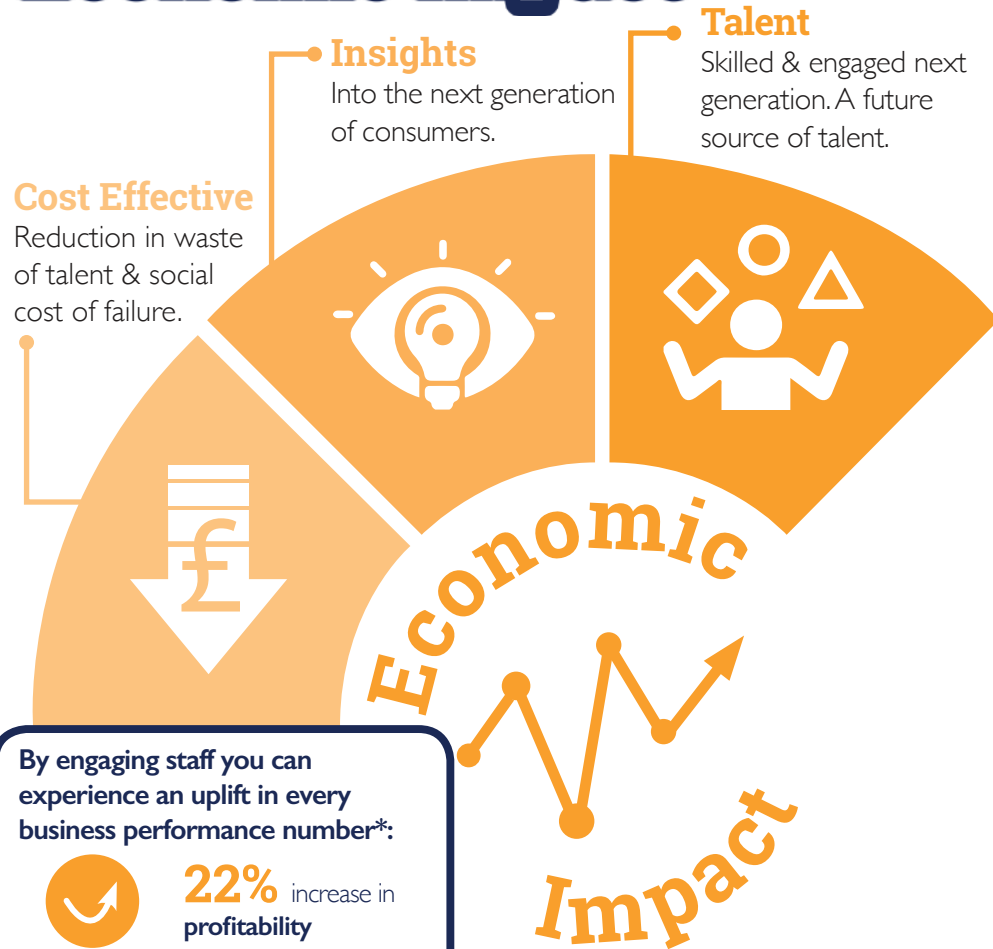 Economic Impact
Talent
Skilled & engaged next
generation. A future
source of talent.
Insights
Into the next generation
of consumers.
Cost Effective
Reduction in waste
of talent & social
cost of failure.
£
Economic
Impact
By engaging staff you can
experience an uplift in every
business performance number*:
22% increase in
profitability